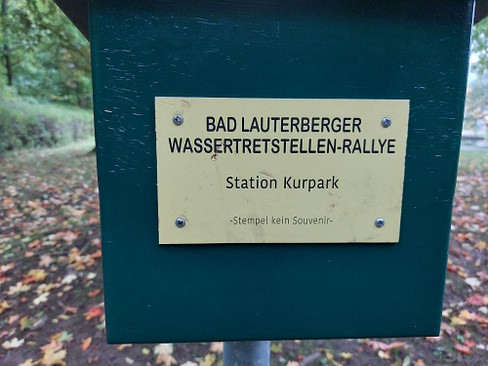 BAD LAUTERBERGER
WASSERTRETSTELLEN-RALLYE
Station Kurpark
-Stempel kein Souvenir-